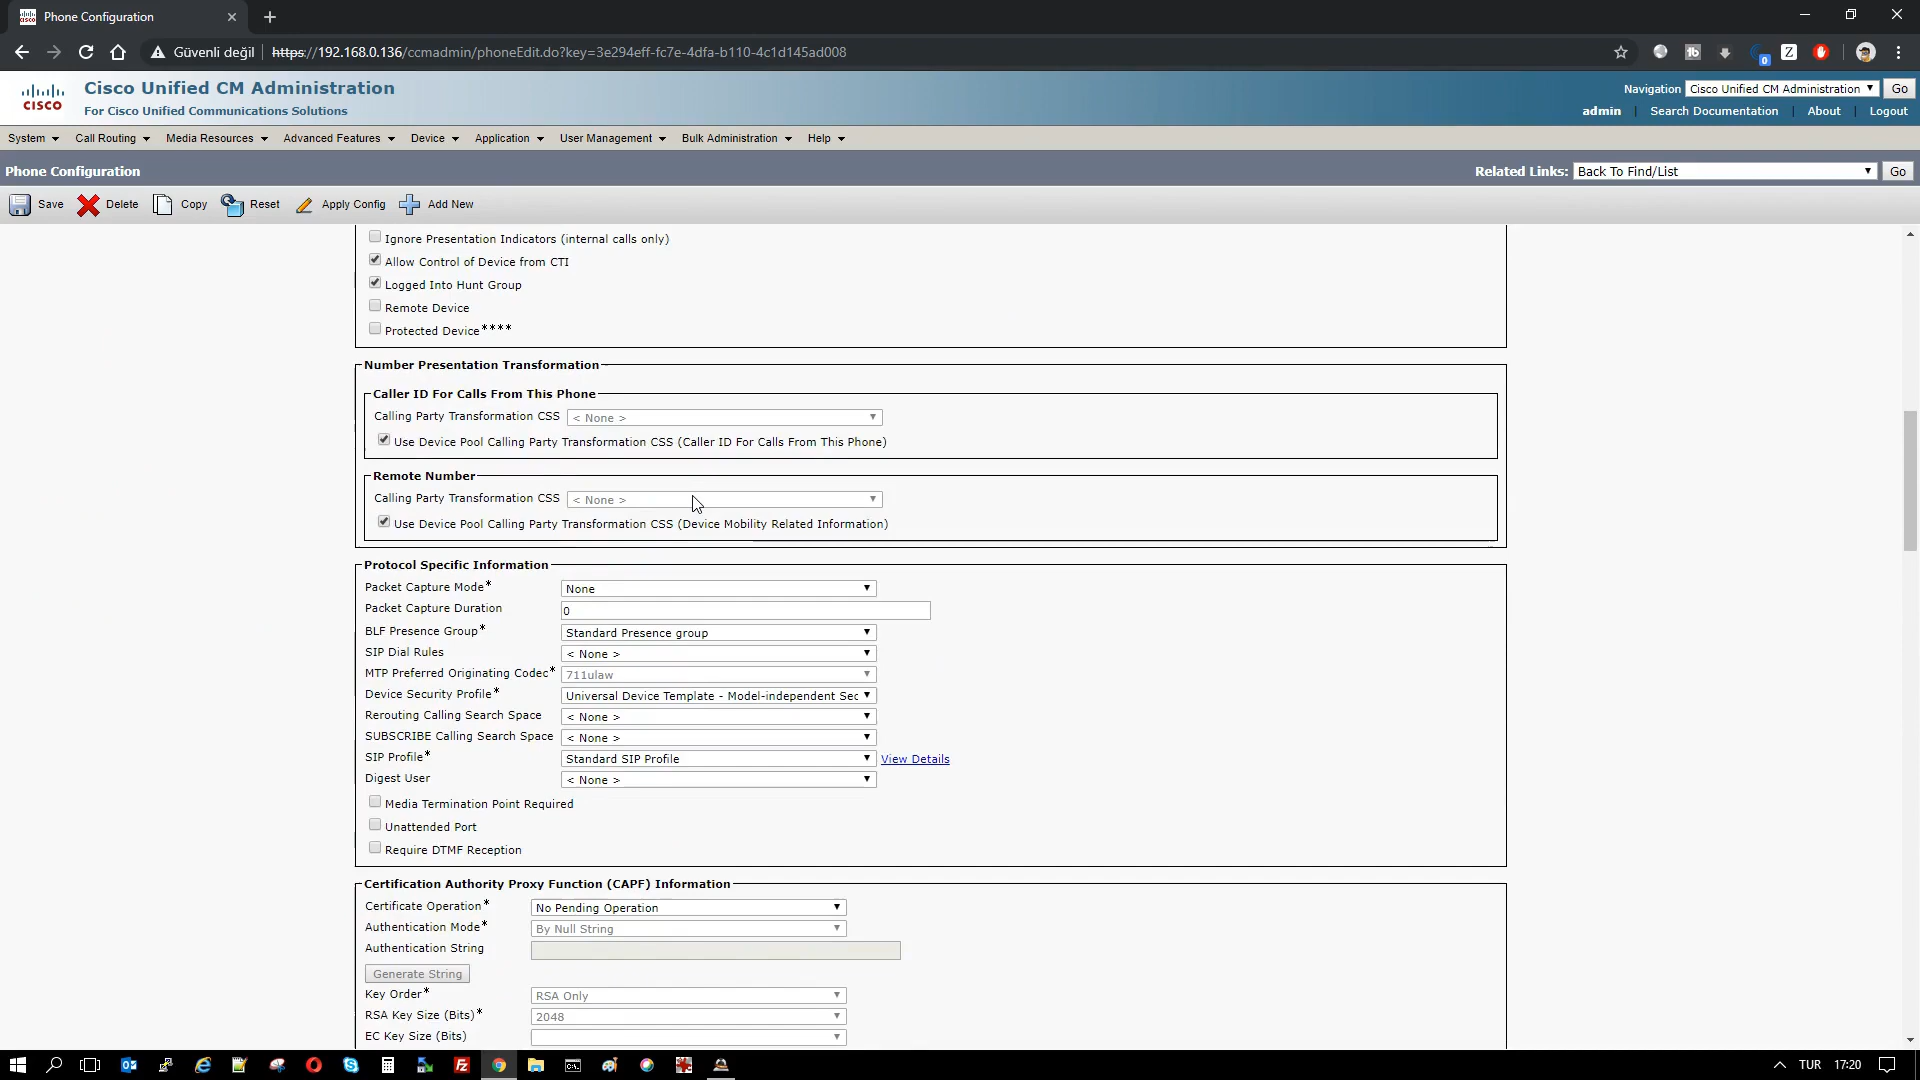 Phone Configuration
Güvenli değil
https://192.168.0.136/ccmadmin/phoneEdit.do?key=3e294eff-fc7e-4dfa-b110-4c1d145ad008
CISCO
Cisco Unified CM Administration
For Cisco Unified Communications Solutions
Navigation Cisco Unified CM Administration Go
admin | Search Documentation | About | Logout
System Call Routing Media Resources Advanced Features Device Application User Management Bulk Administration Help
Phone Configuration
Related Links: Back To Find/List Go
Save Delete Copy Reset Apply Config Add New
Ignore Presentation Indicators (internal calls only)
Allow Control of Device from CTI
Logged Into Hunt Group
Remote Device
Protected Device****
Number Presentation Transformation
Caller ID For Calls From This Phone
Calling Party Transformation CSS < None >
Use Device Pool Calling Party Transformation CSS (Caller ID For Calls From This Phone)
Remote Number
Calling Party Transformation CSS < None >
Use Device Pool Calling Party Transformation CSS (Device Mobility Related Information)
Protocol Specific Information
Packet Capture Mode* None
Packet Capture Duration 0
BLF Presence Group* Standard Presence group
SIP Dial Rules < None >
MTP Preferred Originating Codec* 711ulaw
Device Security Profile* Universal Device Template - Model-independent Sec
Rerouting Calling Search Space < None >
SUBSCRIBE Calling Search Space < None >
SIP Profile* Standard SIP Profile View Details
Digest User < None >
Media Termination Point Required
Unattended Port
Require DTMF Reception
Certification Authority Proxy Function (CAPF) Information
Certificate Operation* No Pending Operation
Authentication Mode* By Null String
Authentication String
Generate String
Key Order* RSA Only
RSA Key Size (Bits)* 2048
EC Key Size (Bits)
TUR 17:20